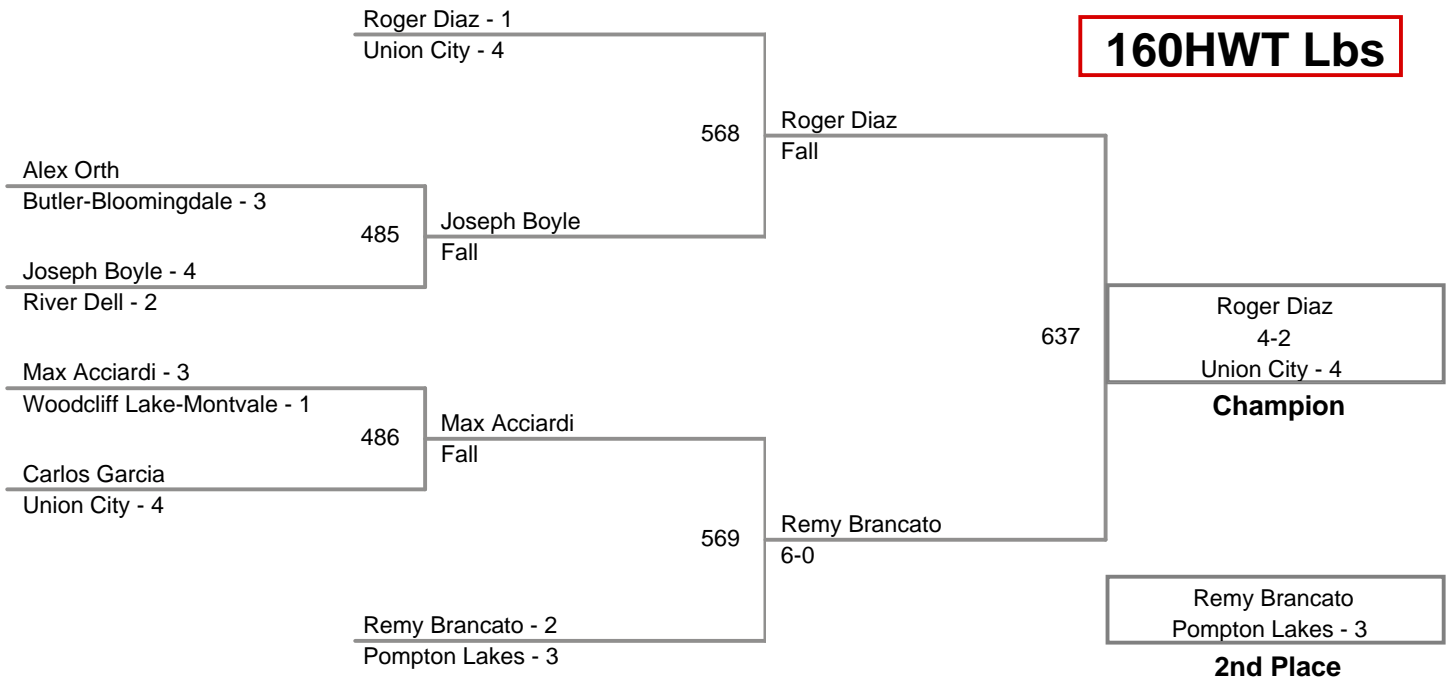 Roger Diaz - 1
Union City - 4
160HWT Lbs
568
Roger Diaz
Fall
Alex Orth
Butler-Bloomingdale - 3
485
Joseph Boyle
Fall
Joseph Boyle - 4
River Dell - 2
637
Roger Diaz
4-2
Union City - 4
Champion
Max Acciardi - 3
Woodcliff Lake-Montvale - 1
486
Max Acciardi
Fall
Carlos Garcia
Union City - 4
569
Remy Brancato
6-0
Remy Brancato - 2
Pompton Lakes - 3
Remy Brancato
Pompton Lakes - 3
2nd Place